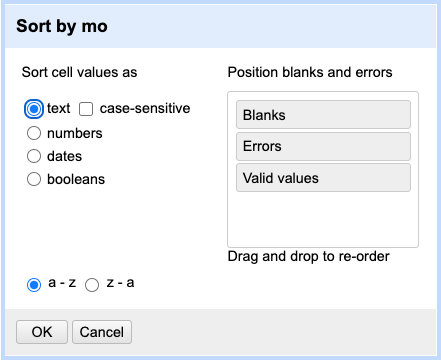 Sort by mo
Sort cell values as
text case-sensitive
numbers
dates
booleans
a - z z - a
Position blanks and errors
Blanks
Errors
Valid values
Drag and drop to re-order
OK Cancel